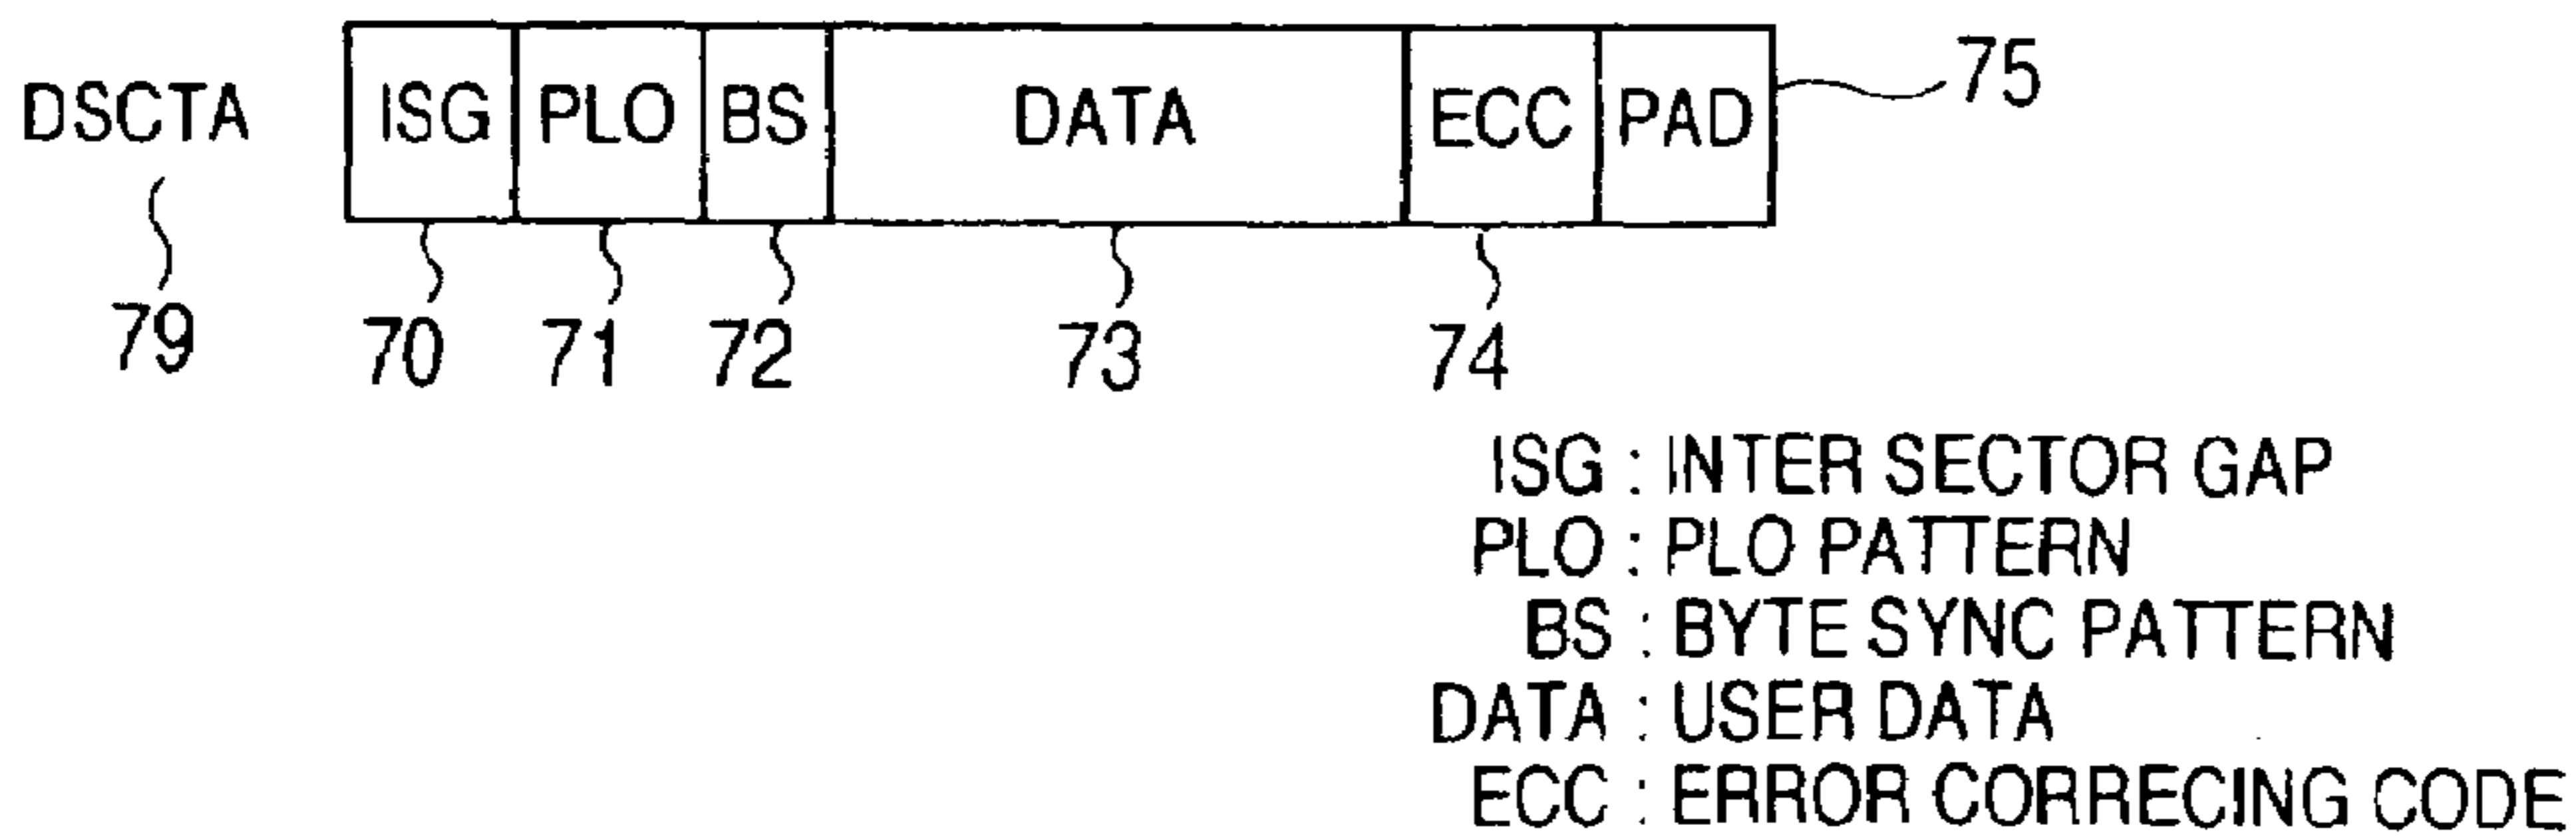 DSCTA ISG PLO BS DATA ECC PAD 75
79 70 71 72 73 74
ISG : INTER SECTOR GAP
PLO : PLO PATTERN
BS : BYTE SYNC PATTERN
DATA : USER DATA
ECC : ERROR CORRECING CODE